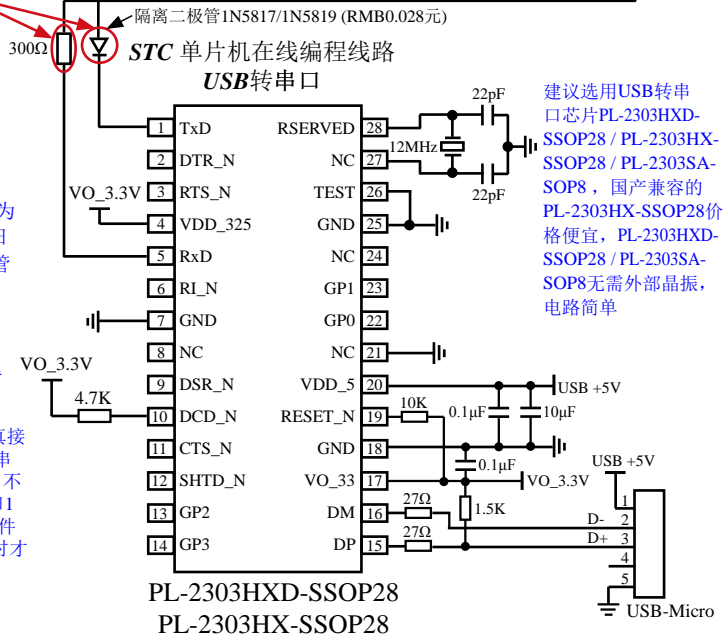 隔离二极管1N5817/1N5819 (RMB0.028元)
300Ω
STC 单片机在线编程线路
USB转串口
22pF
12MHz
22pF
建议选用USB转串
口芯片PL-2303HXD-
SSOP28 / PL-2303HX-
SSOP28 / PL-2303SA-
SOP8 ，国产兼容的
PL-2303HX-SSOP28价
格便宜，PL-2303HXD-
SSOP28 / PL-2303SA-
SOP8无需外部晶振，
电路简单
1 TxD RSERVED 28
2 DTR_N NC 27
VO_3.3V 3 RTS_N TEST 26
4 VDD_325 GND 25
5 RxD NC 24
6 RI_N GP1 23
7 GND GP0 22
8 NC NC 21
VO_3.3V
9 DSR_N VDD_5 20 USB +5V
4.7K
10 DCD_N RESET_N 19 10K 0.1μF 10μF
11 CTS_N GND 18
0.1μF
12 SHTD_N VO_33 17 VO_3.3V
13 GP2 DM 16 27Ω 1.5K
14 GP3 DP 15 27Ω
USB +5V
1
D- 2
D+ 3
4
5
USB-Micro
为
管
接
串
不
1
件
才
PL-2303HXD-SSOP28
PL-2303HX-SSOP28